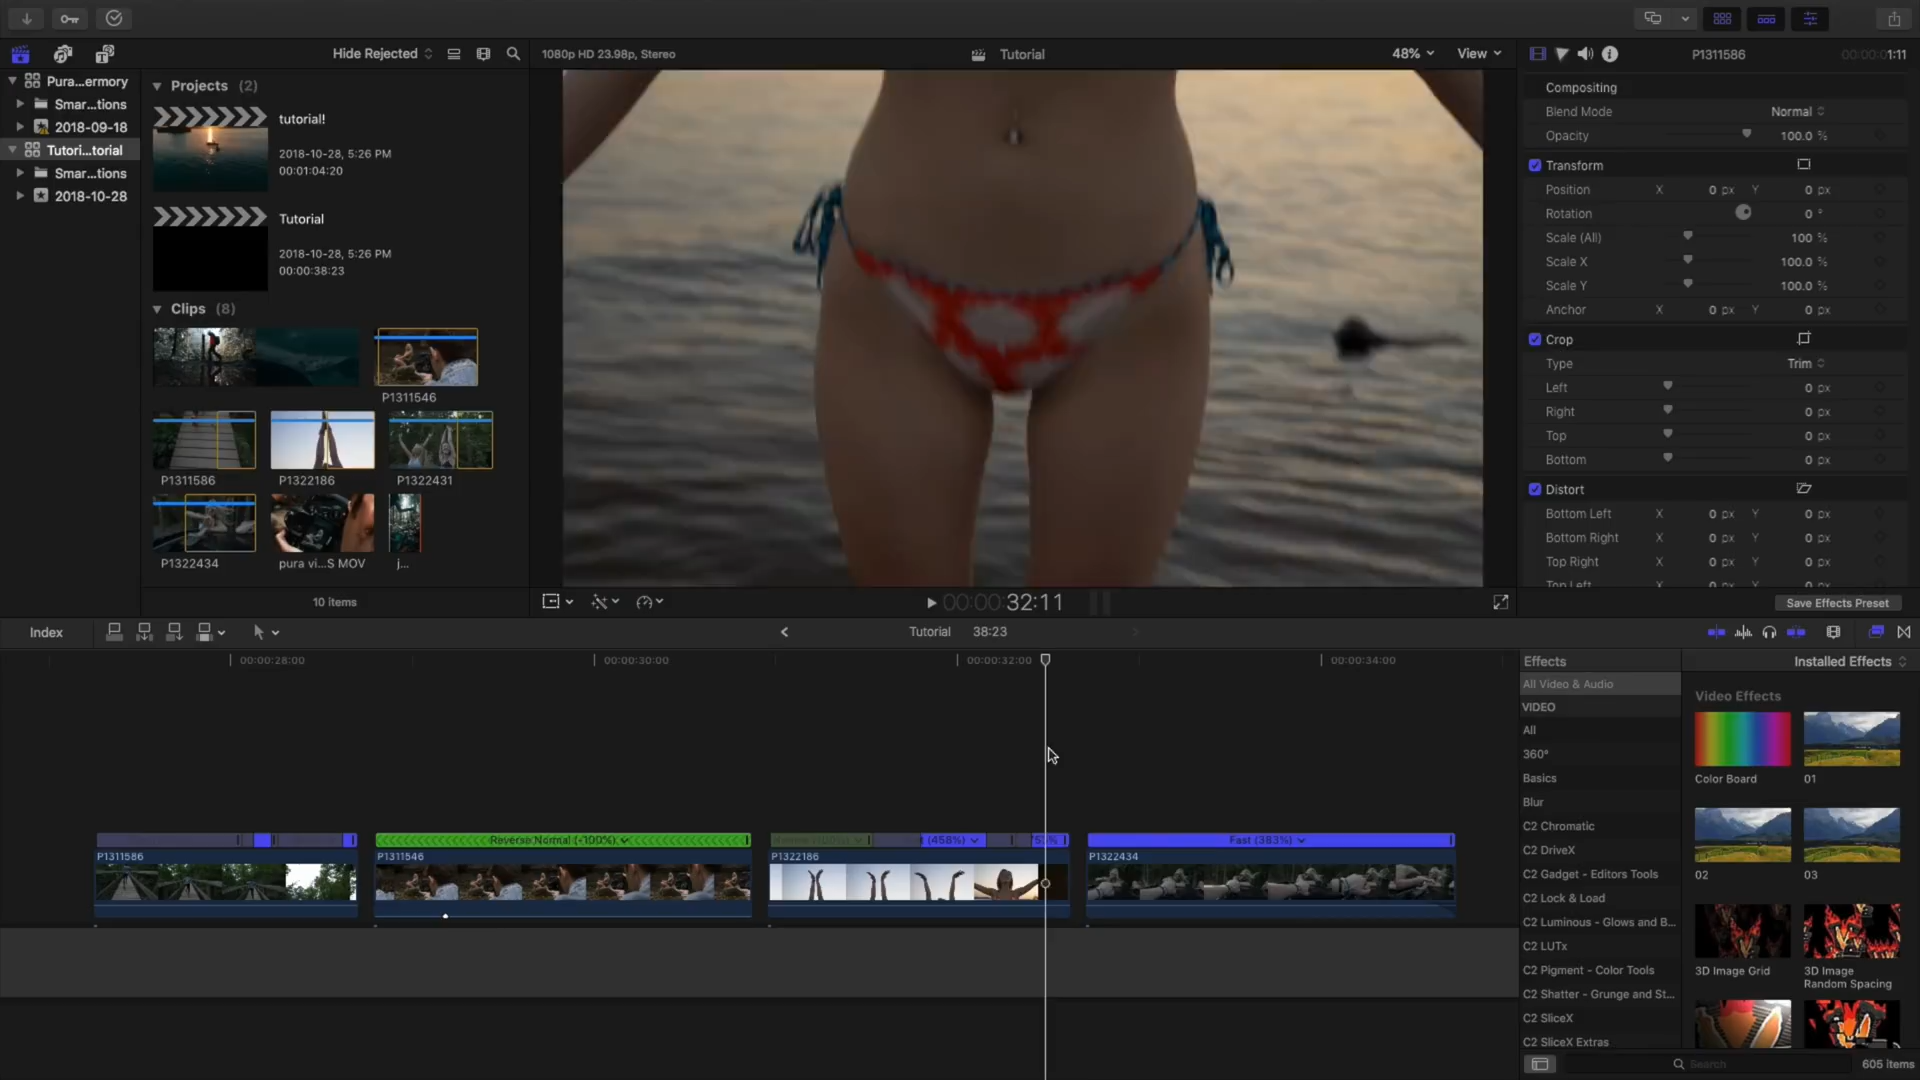 Hide Rejected
1080p HD 23.98p, Stereo
Tutorial
48%
View
P1311586
00:00:01:11
Pura...ermory
Smar...tions
2018-09-18
Tutori...torial
Smar...tions
2018-10-28
Projects (2)
tutorial!
2018-10-28, 5:26 PM
00:01:04:20
Tutorial
2018-10-28, 5:26 PM
00:00:38:23
Clips (8)
P1311546
P1311586
P1322186
P1322431
P1322434
pura vi...S MOV
j...
10 items
00:00:32:11
Compositing
Blend Mode Normal
Opacity 100.0 %
Transform
Position X 0 px Y 0 px
Rotation 0 °
Scale (All) 100 %
Scale X 100.0 %
Scale Y 100.0 %
Anchor X 0 px Y 0 px
Crop
Type Trim
Left 0 px
Right 0 px
Top 0 px
Bottom 0 px
Distort
Bottom Left X 0 px Y 0 px
Bottom Right X 0 px Y 0 px
Top Right X 0 px Y 0 px
Top Left X 0 px Y 0 px
Save Effects Preset
Index
Tutorial 38:23
00:00:28:00
00:00:30:00
00:00:32:00
00:00:34:00
Reverse Normal (-100%)
(458%)
Fast (383%)
P1311586
P1311546
P1322186
P1322434
Effects
Installed Effects
All Video & Audio
VIDEO
All
360°
Basics
Blur
C2 Chromatic
C2 DriveX
C2 Gadget - Editors Tools
C2 Lock & Load
C2 Luminous - Glows and B...
C2 LUTx
C2 Pigment - Color Tools
C2 Shatter - Grunge and St...
C2 SliceX
C2 SliceX Extras
Video Effects
Color Board
01
02
03
3D Image Grid
3D Image
Random Spacing
Search
605 items